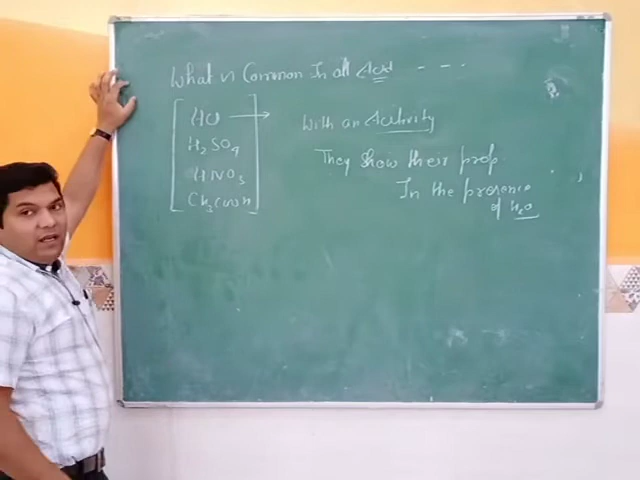 What is Common In all Acid - - -
HCl →
H₂SO₄
HNO₃
CH₃COOH
With an Activity
They show their prop.
In the presence
of H₂O